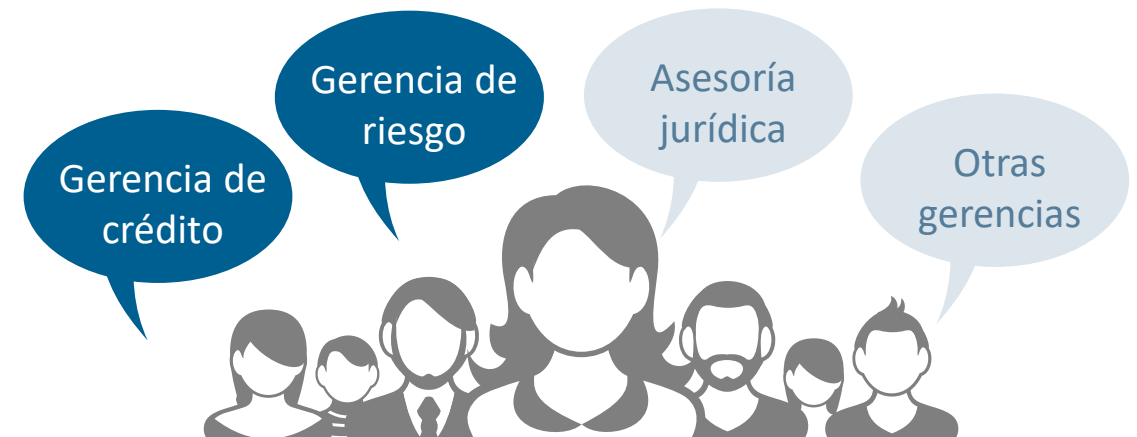 Gerencia de
crédito
Gerencia de
riesgo
Asesoría
jurídica
Otras
gerencias